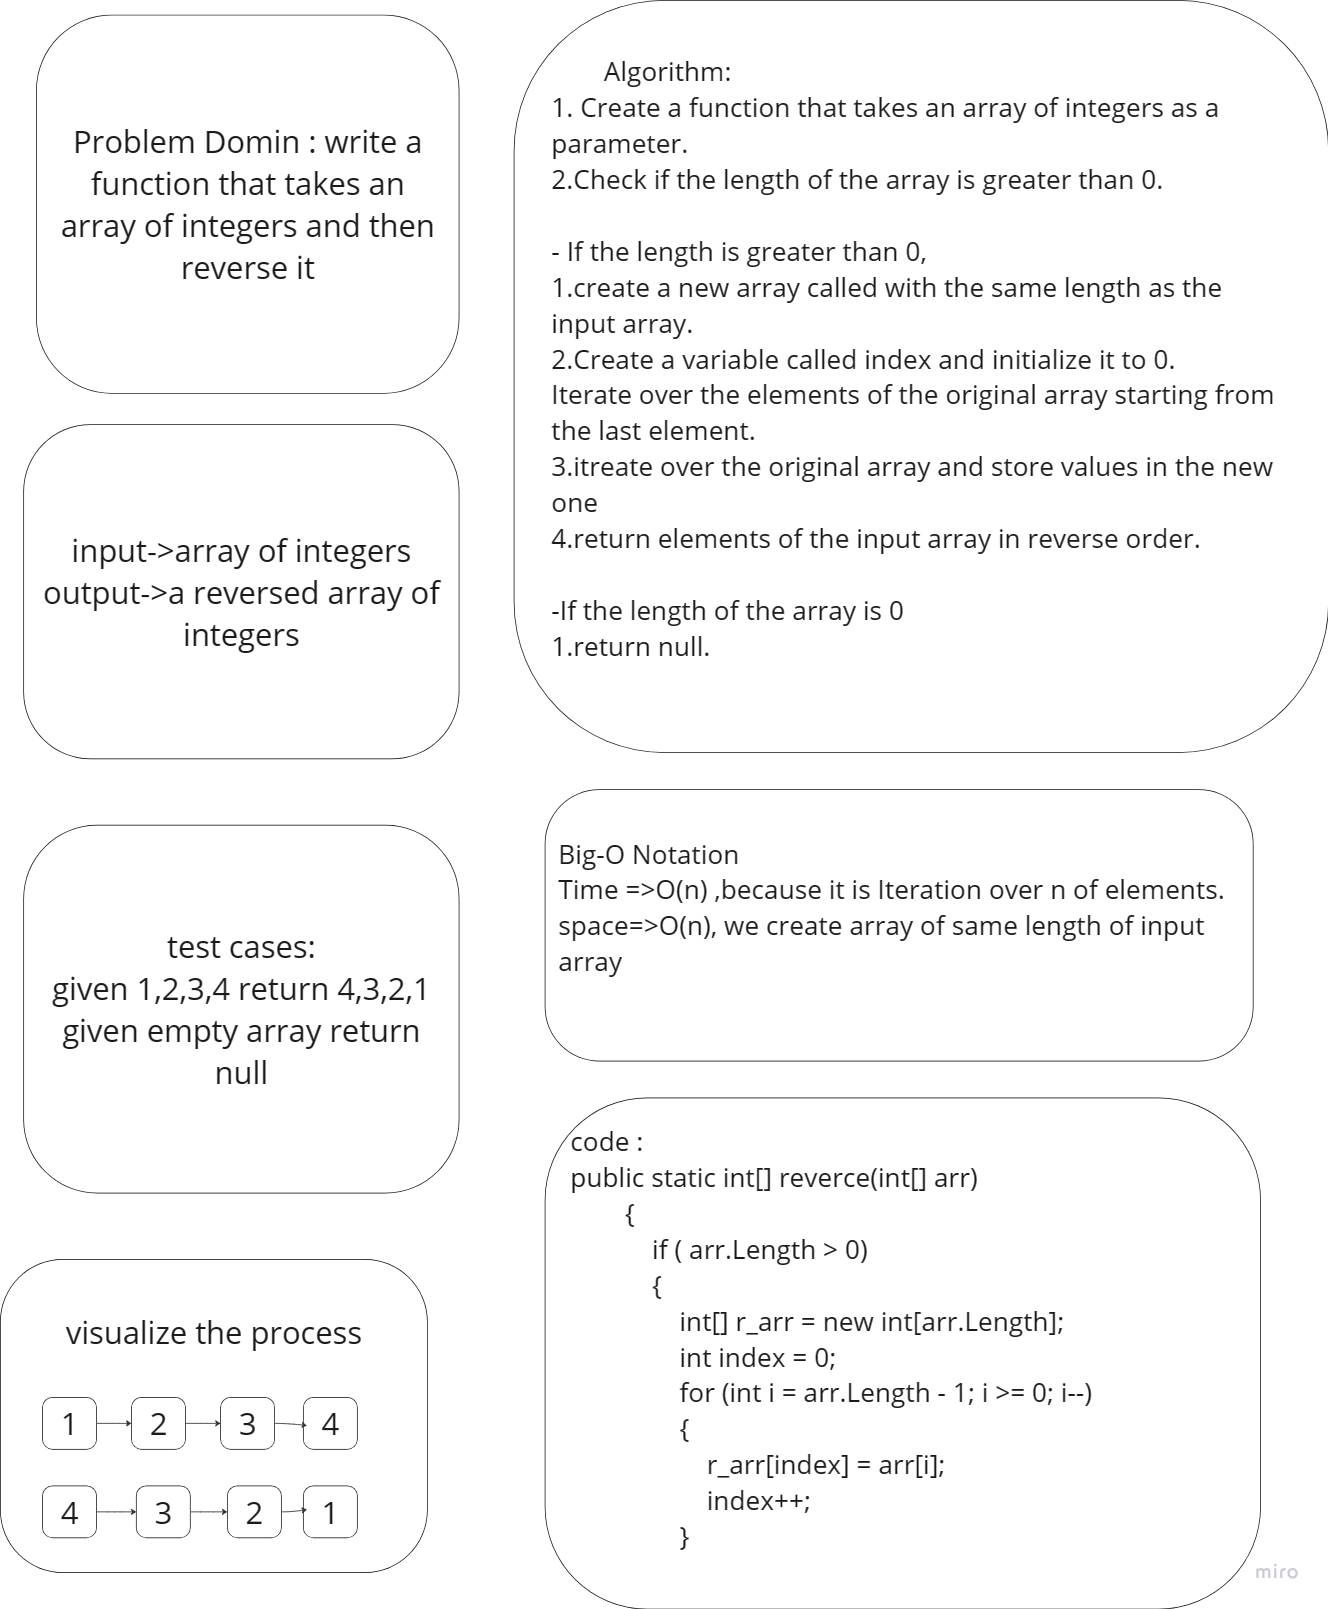 Problem Domin : write a
function that takes an
array of integers and then
reverse it
input->array of integers
output->a reversed array of
integers
test cases:
given 1,2,3,4 return 4,3,2,1
given empty array return
null
visualize the process
1 2 3 4
4 3 2 1
Algorithm:
1. Create a function that takes an array of integers as a
parameter.
2.Check if the length of the array is greater than 0.
- If the length is greater than 0,
1.create a new array called with the same length as the
input array.
2.Create a variable called index and initialize it to 0.
Iterate over the elements of the original array starting from
the last element.
3.itreate over the original array and store values in the new
one
4.return elements of the input array in reverse order.
-If the length of the array is 0
1.return null.
Big-O Notation
Time =>O(n) ,because it is Iteration over n of elements.
space=>O(n), we create array of same length of input
array
code :
public static int[] reverce(int[] arr)
{
if ( arr.Length > 0)
{
int[] r_arr = new int[arr.Length];
int index = 0;
for (int i = arr.Length - 1; i >= 0; i--)
{
r_arr[index] = arr[i];
index++;
}
miro